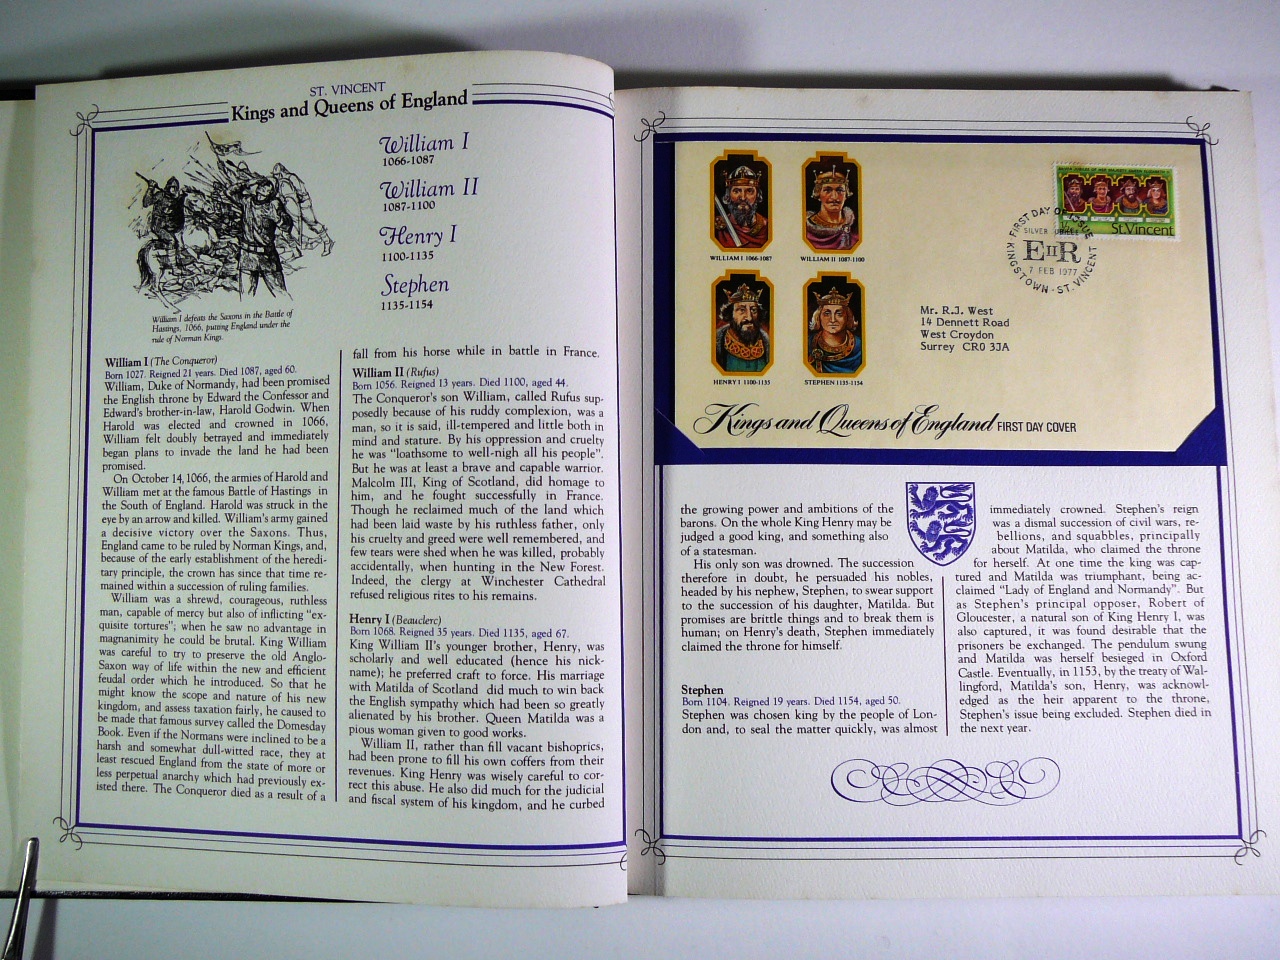 ST. VINCENT
Kings and Queens of England
William I
1066-1087
William II
1087-1100
Henry I
1100-1135
Stephen
1135-1154
William I defeats the Saxons in the Battle of
Hastings, 1066, putting England under the
rule of Norman Kings.
William I (The Conqueror)
Born 1027. Reigned 21 years. Died 1087, aged 60.
William, Duke of Normandy, had been promised
the English throne by Edward the Confessor and
Edward's brother-in-law, Harold Godwin. When
Harold was elected and crowned in 1066,
William felt doubly betrayed and immediately
began plans to invade the land he had been
promised.
On October 14, 1066, the armies of Harold and
William met at the famous Battle of Hastings in
the South of England. Harold was struck in the
eye by an arrow and killed. William's army gained
a decisive victory over the Saxons. Thus,
England came to be ruled by Norman Kings, and,
because of the early establishment of the heredi-
tary principle, the crown has since that time re-
mained within a succession of ruling families.
William was a shrewd, courageous, ruthless
man, capable of mercy but also of inflicting "ex-
quisite tortures"; when he saw no advantage in
magnanimity he could be brutal. King William
was careful to try to preserve the old Anglo-
Saxon way of life within the new and efficient
feudal order which he introduced. So that he
might know the scope and nature of his new
kingdom, and assess taxation fairly, he caused to
be made that famous survey called the Domesday
Book. Even if the Normans were inclined to be a
harsh and somewhat dull-witted race, they at
least rescued England from the state of more or
less perpetual anarchy which had previously ex-
isted there. The Conqueror died as a result of a
fall from his horse while in battle in France.
William II (Rufus)
Born 1056. Reigned 13 years. Died 1100, aged 44.
The Conqueror's son William, called Rufus sup-
posedly because of his ruddy complexion, was a
man, so it is said, ill-tempered and little both in
mind and stature. By his oppression and cruelty
he was "loathsome to well-nigh all his people".
But he was at least a brave and capable warrior.
Malcolm III, King of Scotland, did homage to
him, and he fought successfully in France.
Though he reclaimed much of the land which
had been laid waste by his ruthless father, only
his cruelty and greed were well remembered, and
few tears were shed when he was killed, probably
accidentally, when hunting in the New Forest.
Indeed, the clergy at Winchester Cathedral
refused religious rites to his remains.
Henry I (Beauclerc)
Born 1068. Reigned 35 years. Died 1135, aged 67.
King William II's younger brother, Henry, was
scholarly and well educated (hence his nick-
name); he preferred craft to force. His marriage
with Matilda of Scotland did much to win back
the English sympathy which had been so greatly
alienated by his brother. Queen Matilda was a
pious woman given to good works.
William II, rather than fill vacant bishoprics,
had been prone to fill his own coffers from their
revenues. King Henry was wisely careful to cor-
rect this abuse. He also did much for the judicial
and fiscal system of his kingdom, and he curbed
WILLIAM I 1066-1087
WILLIAM II 1087-1100
HENRY I 1100-1135
STEPHEN 1135-1154
SILVER JUBILEE OF HER MAJESTY QUEEN ELIZABETH II
St.Vincent
FIRST DAY OF ISSUE
SILVER JUBILEE
EIIR
7 FEB 1977
KINGSTOWN - ST. VINCENT
Mr. R.J. West
14 Dennett Road
West Croydon
Surrey CR0 3JA
Kings and Queens of England FIRST DAY COVER
the growing power and ambitions of the
barons. On the whole King Henry may be
judged a good king, and something also
of a statesman.
His only son was drowned. The succession
therefore in doubt, he persuaded his nobles,
headed by his nephew, Stephen, to swear support
to the succession of his daughter, Matilda. But
promises are brittle things and to break them is
human; on Henry's death, Stephen immediately
claimed the throne for himself.
Stephen
Born 1104. Reigned 19 years. Died 1154, aged 50.
Stephen was chosen king by the people of Lon-
don and, to seal the matter quickly, was almost
immediately crowned. Stephen's reign
was a dismal succession of civil wars, re-
bellions, and squabbles, principally
about Matilda, who claimed the throne
for herself. At one time the king was cap-
tured and Matilda was triumphant, being ac-
claimed "Lady of England and Normandy". But
as Stephen's principal opposer, Robert of
Gloucester, a natural son of King Henry I, was
also captured, it was found desirable that the
prisoners be exchanged. The pendulum swung
and Matilda was herself besieged in Oxford
Castle. Eventually, in 1153, by the treaty of Wal-
lingford, Matilda's son, Henry, was acknowl-
edged as the heir apparent to the throne,
Stephen's issue being excluded. Stephen died in
the next year.